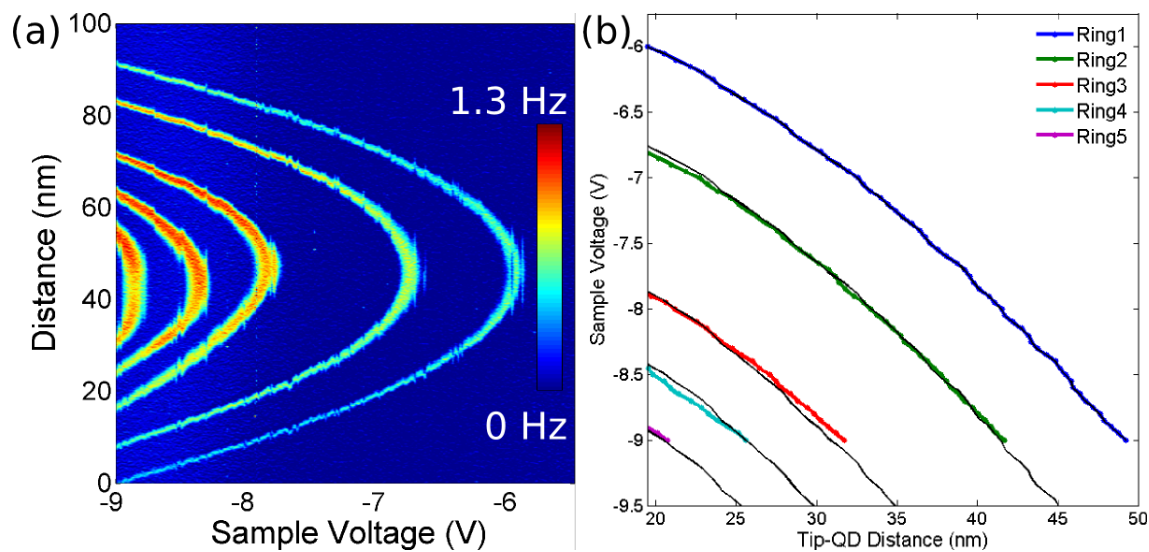 (a)
100
80
60
40
20
0
Distance (nm)
-9
-8
-7
-6
Sample Voltage (V)
1.3 Hz
0 Hz
(b)
-6
-6.5
-7
-7.5
-8
-8.5
-9
-9.5
Sample Voltage (V)
20
25
30
35
40
45
50
Tip-QD Distance (nm)
Ring1
Ring2
Ring3
Ring4
Ring5